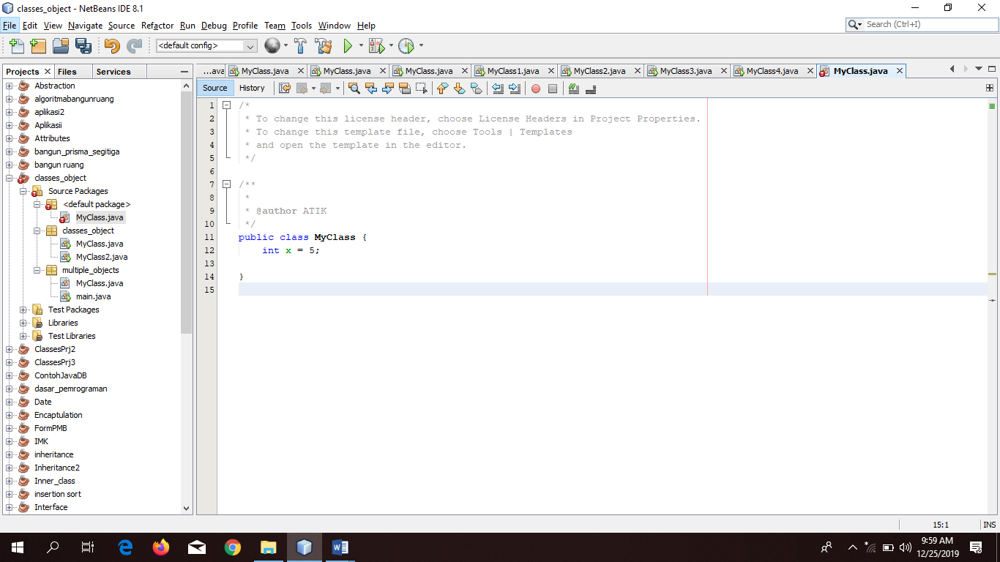 classes_object - NetBeans IDE 8.1
File Edit View Navigate Source Refactor Run Debug Profile Team Tools Window Help
Search (Ctrl+I)
<default config>
Projects Files Services
...ava MyClass.java MyClass.java MyClass.java MyClass1.java MyClass2.java MyClass3.java MyClass4.java MyClass.java
Source History
Abstraction
algoritmabangunruang
aplikasi2
Aplikasii
Attributes
bangun_prisma_segitiga
bangun ruang
classes_object
Source Packages
<default package>
MyClass.java
classes_object
MyClass.java
MyClass2.java
multiple_objects
MyClass.java
main.java
Test Packages
Libraries
Test Libraries
ClassesPrj2
ClassesPrj3
ContohJavaDB
dasar_pemrograman
Date
Encaptulation
FormPMB
IMK
inheritance
Inheritance2
Inner_class
insertion sort
Interface
1 /*
2 * To change this license header, choose License Headers in Project Properties.
3 * To change this template file, choose Tools | Templates
4 * and open the template in the editor.
5 */
6
7 /**
8 *
9 * @author ATIK
10 */
11 public class MyClass {
12 int x = 5;
13
14 }
15
15:1 INS
9:59 AM
12/25/2019